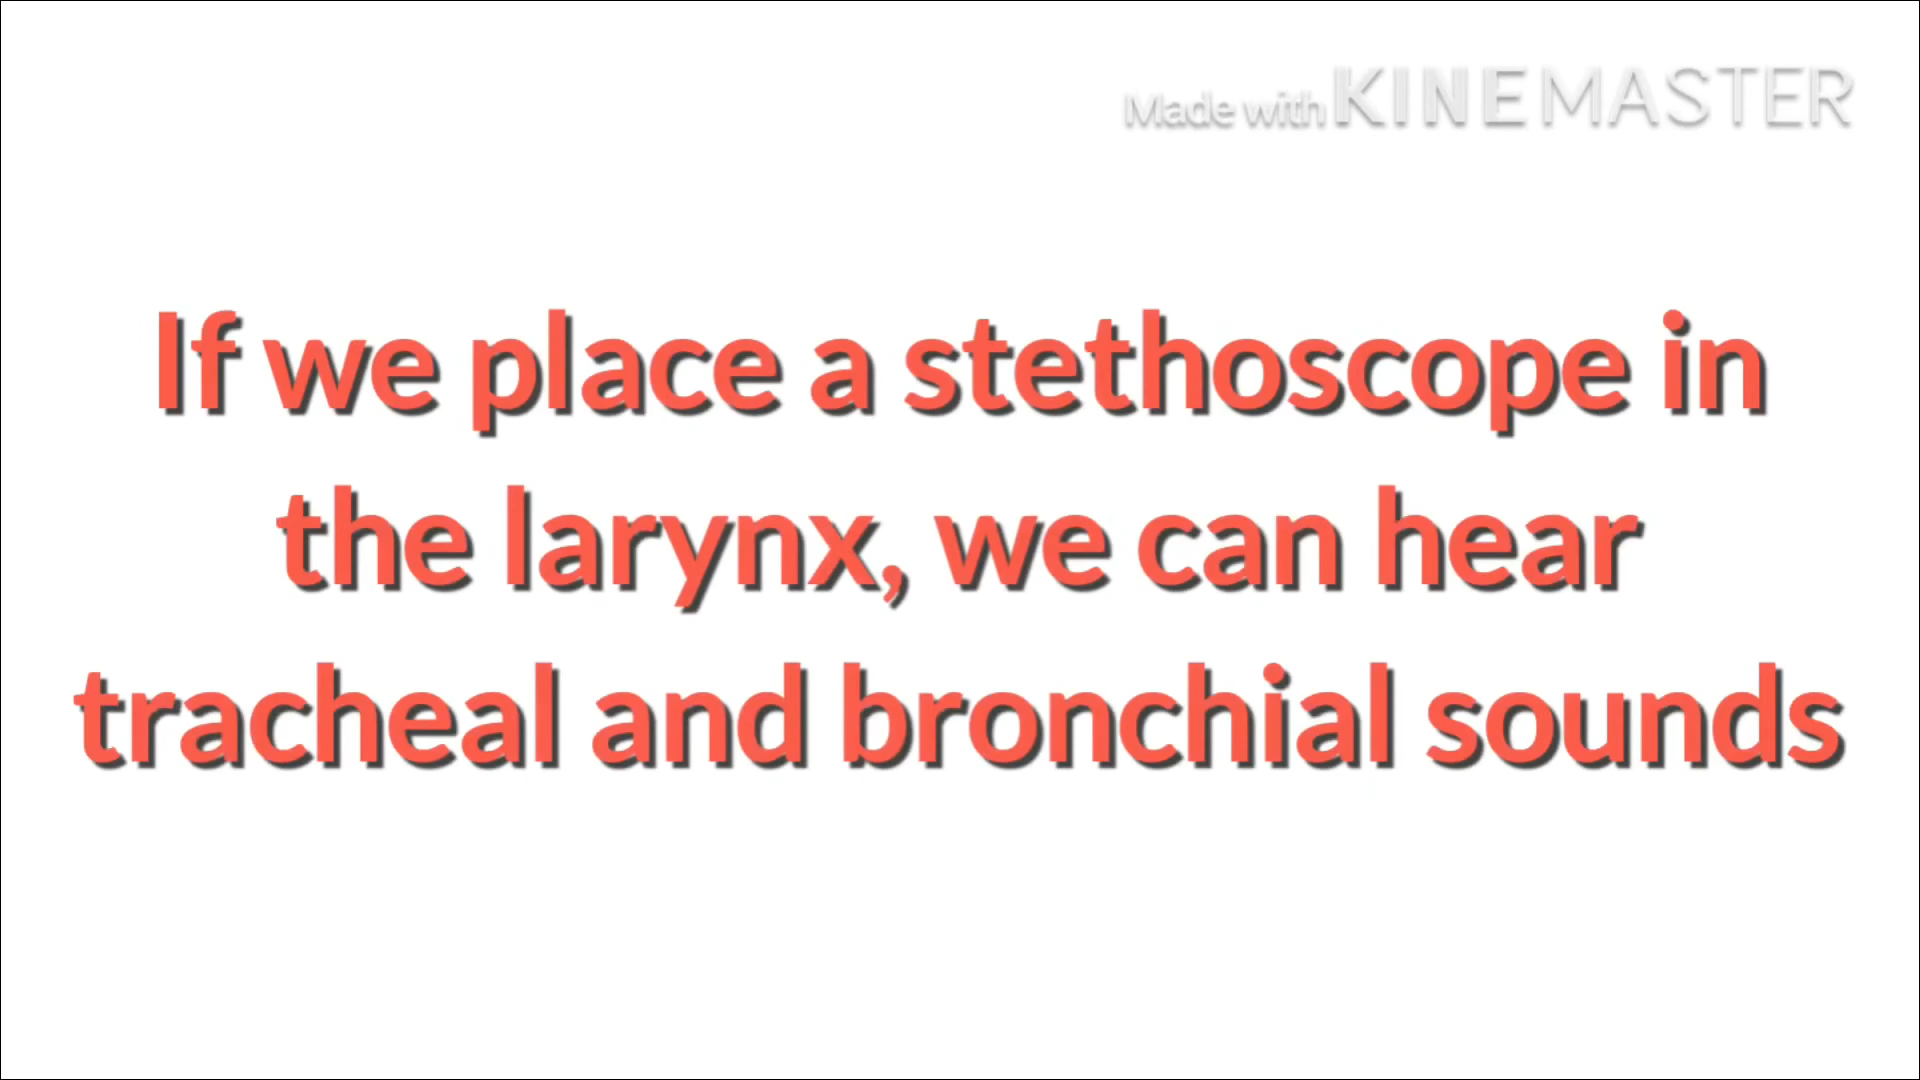 Made with KINEMASTER
If we place a stethoscope in
the larynx, we can hear
tracheal and bronchial sounds